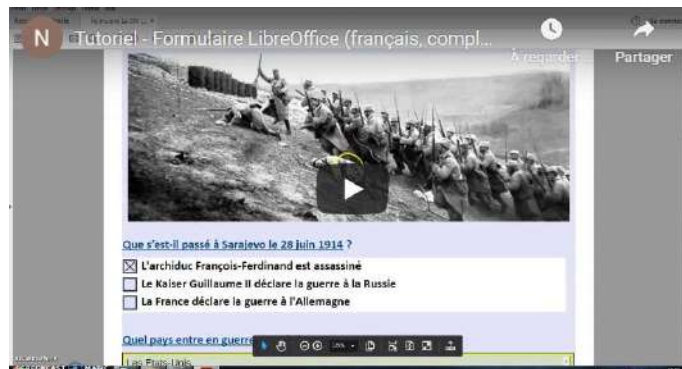 N Tutoriel - Formulaire LibreOffice (français, compl...
À regarder Partager
Que s'est-il passé à Sarajevo le 28 juin 1914 ?
L'archiduc François-Ferdinand est assassiné
Le Kaiser Guillaume II déclare la guerre à la Russie
La France déclare la guerre à l'Allemagne
Quel pays entre en guerre
Les Etats-Unis